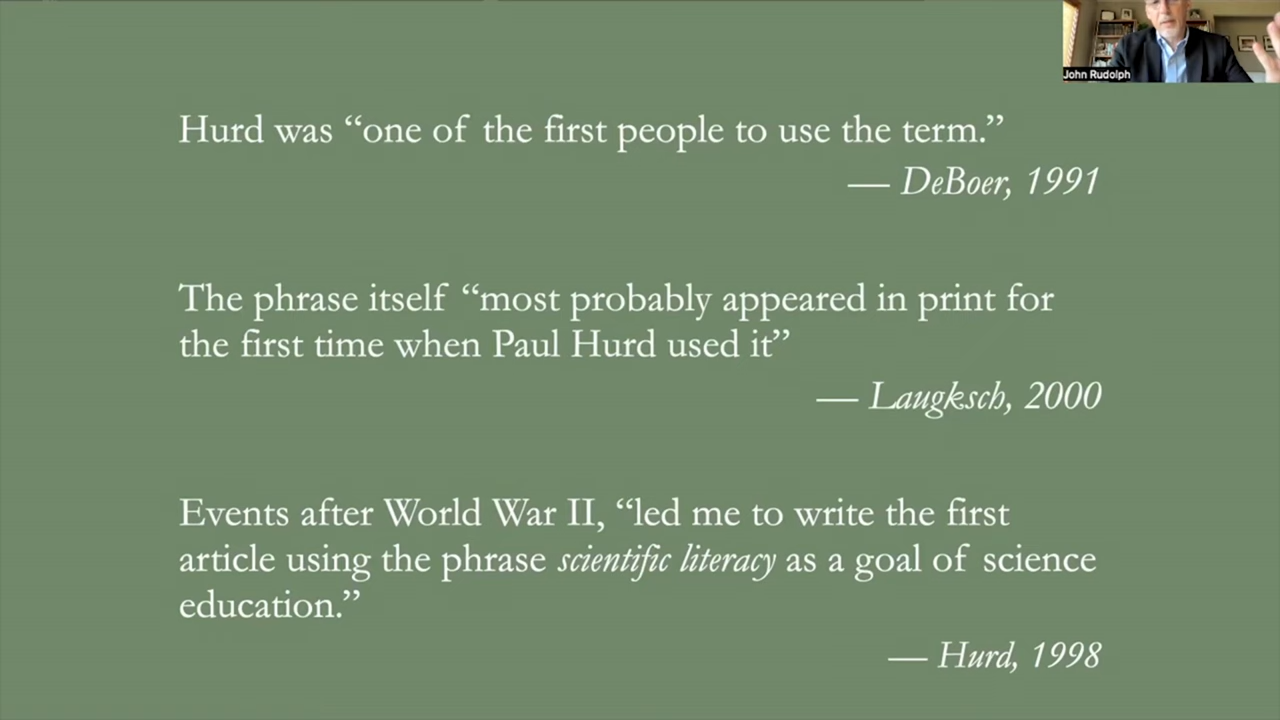 John Rudolph
Hurd was “one of the first people to use the term.”
— DeBoer, 1991
The phrase itself “most probably appeared in print for
the first time when Paul Hurd used it”
— Laugksch, 2000
Events after World War II, “led me to write the first
article using the phrase scientific literacy as a goal of science
education.”
— Hurd, 1998